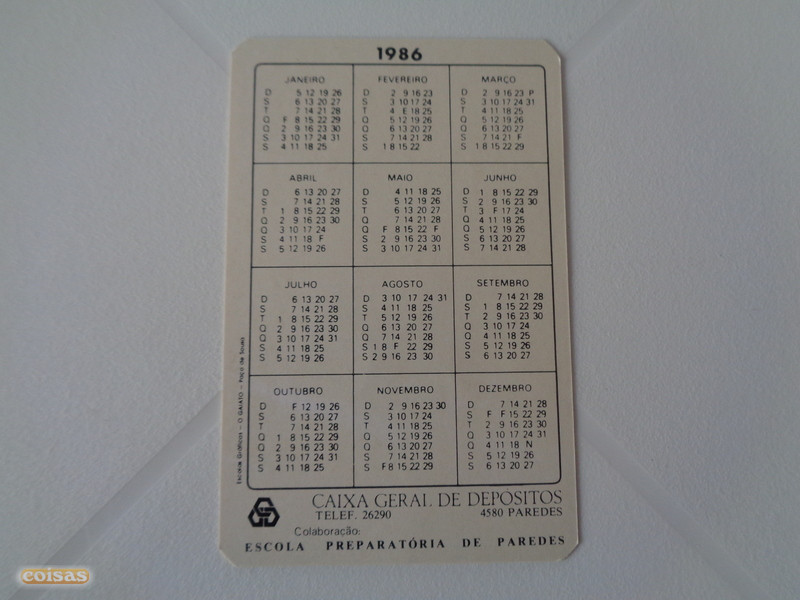 1986
JANEIRO
D 5 12 19 26
S 6 13 20 27
T 7 14 21 28
Q F 8 15 22 29
Q 2 9 16 23 30
S 3 10 17 24 31
S 4 11 18 25
FEVEREIRO
D 2 9 16 23
S 3 10 17 24
T 4 E 18 25
Q 5 12 19 26
Q 6 13 20 27
S 7 14 21 28
S 1 8 15 22
MARÇO
D 2 9 16 23 P
S 3 10 17 24 31
T 4 11 18 25
Q 5 12 19 26
Q 6 13 20 27
S 7 14 21 F
S 1 8 15 22 29
ABRIL
D 6 13 20 27
S 7 14 21 28
T 1 8 15 22 29
Q 2 9 16 23 30
Q 3 10 17 24
S 4 11 18 F
S 5 12 19 26
MAIO
D 4 11 18 25
S 5 12 19 26
T 6 13 20 27
Q 7 14 21 28
Q F 8 15 22 F
S 2 9 16 23 30
S 3 10 17 24 31
JUNHO
D 1 8 15 22 29
S 2 9 16 23 30
T 3 F 17 24
Q 4 11 18 25
Q 5 12 19 26
S 6 13 20 27
S 7 14 21 28
JULHO
D 6 13 20 27
S 7 14 21 28
T 1 8 15 22 29
Q 2 9 16 23 30
Q 3 10 17 24 31
S 4 11 18 25
S 5 12 19 26
AGOSTO
D 3 10 17 24 31
S 4 11 18 25
T 5 12 19 26
Q 6 13 20 27
Q 7 14 21 28
S 1 8 F 22 29
S 2 9 16 23 30
SETEMBRO
D 7 14 21 28
S 1 8 15 22 29
T 2 9 16 23 30
Q 3 10 17 24
Q 4 11 18 25
S 5 12 19 26
S 6 13 20 27
OUTUBRO
D F 12 19 26
S 6 13 20 27
T 7 14 21 28
Q 1 8 15 22 29
Q 2 9 16 23 30
S 3 10 17 24 31
S 4 11 18 25
NOVEMBRO
D 2 9 16 23 30
S 3 10 17 24
T 4 11 18 25
Q 5 12 19 26
Q 6 13 20 27
S 7 14 21 28
S F 8 15 22 29
DEZEMBRO
D 7 14 21 28
S F F 15 22 29
T 2 9 16 23 30
Q 3 10 17 24 31
Q 4 11 18 N
S 5 12 19 26
S 6 13 20 27
Escolas Gráficas - O GAIATO - Paço de Sousa
CAIXA GERAL DE DEPÓSITOS
TELEF. 26290 4580 PAREDES
Colaboração:
ESCOLA PREPARATÓRIA DE PAREDES
coisas